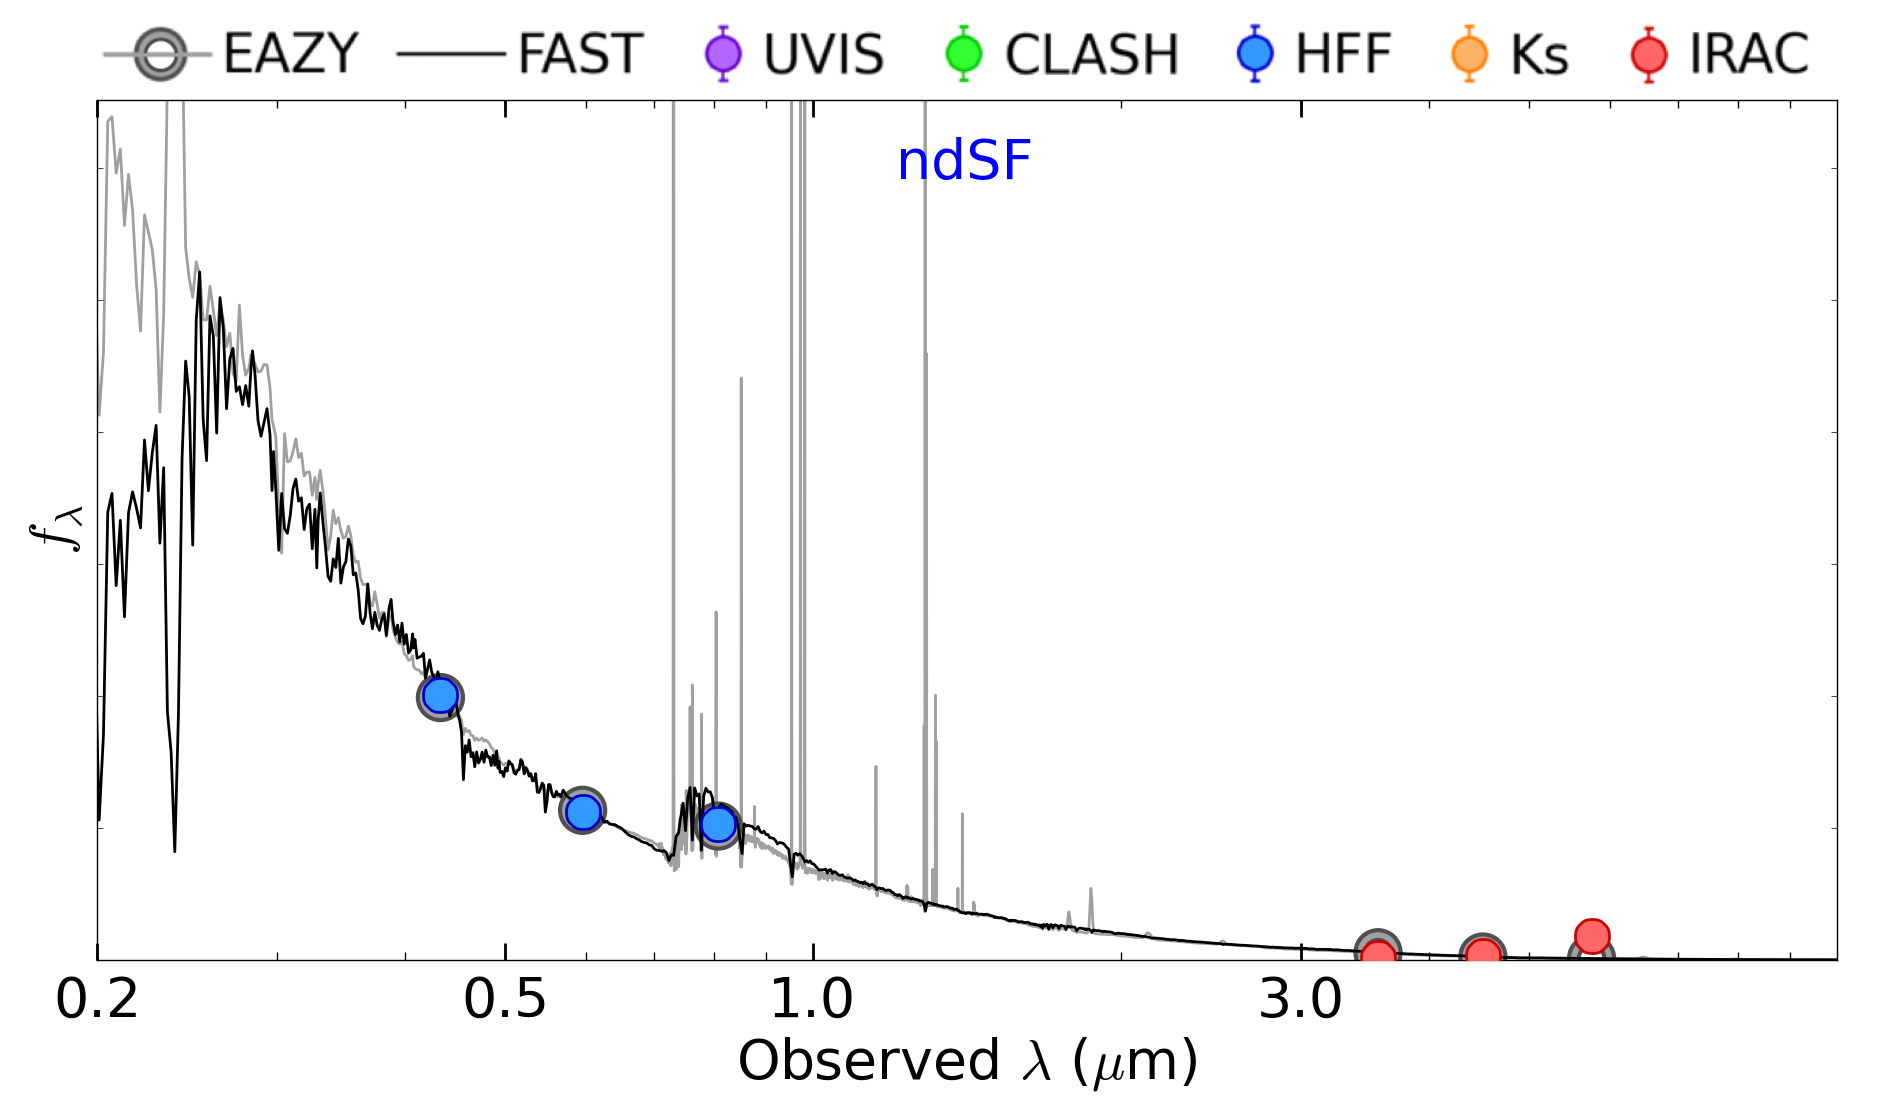 EAZY FAST UVIS CLASH HFF Ks IRAC
ndSF
fλ
0.2 0.5 1.0 3.0
Observed λ (μm)